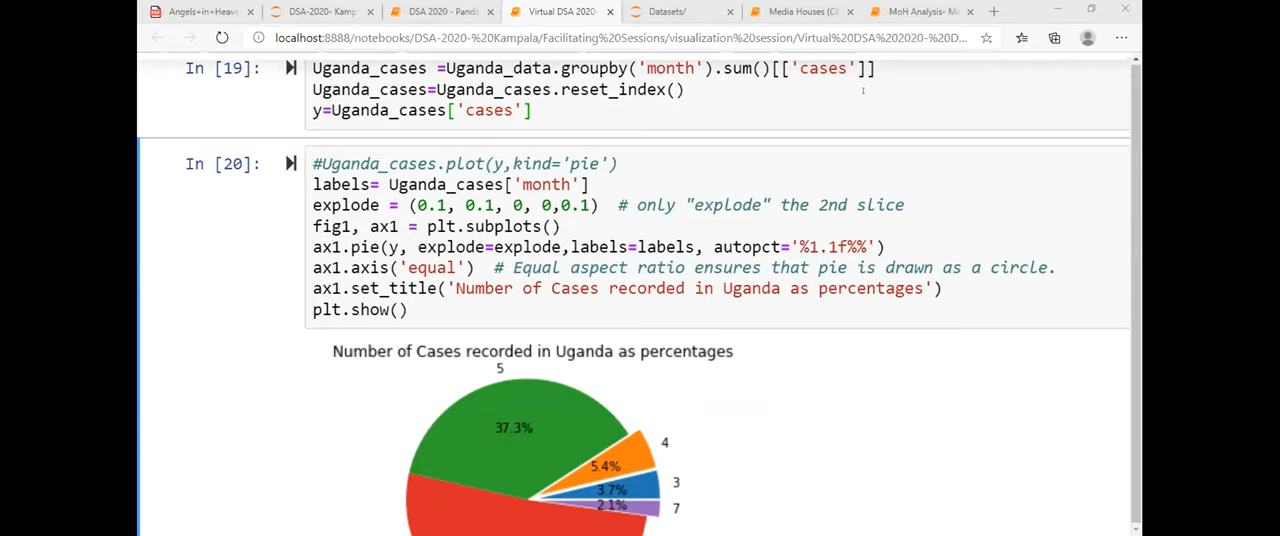 Angels+in+Heave
DSA-2020- Kamp
DSA 2020 - Panda
Virtual DSA 2020-
Datasets/
Media Houses (Cl
MoH Analysis- M
localhost:8888/notebooks/DSA-2020-%20Kampala/Facilitating%20Sessions/visualization%20session/Virtual%20DSA%202020-%20D...
In [19]:
Uganda_cases =Uganda_data.groupby('month').sum()[['cases']]
Uganda_cases=Uganda_cases.reset_index()
y=Uganda_cases['cases']
In [20]:
#Uganda_cases.plot(y,kind='pie')
labels= Uganda_cases['month']
explode = (0.1, 0.1, 0, 0,0.1)  # only "explode" the 2nd slice
fig1, ax1 = plt.subplots()
ax1.pie(y, explode=explode,labels=labels, autopct='%1.1f%%')
ax1.axis('equal')  # Equal aspect ratio ensures that pie is drawn as a circle.
ax1.set_title('Number of Cases recorded in Uganda as percentages')
plt.show()
Number of Cases recorded in Uganda as percentages
5
37.3%
4
5.4%
3
3.7%
7
2.1%